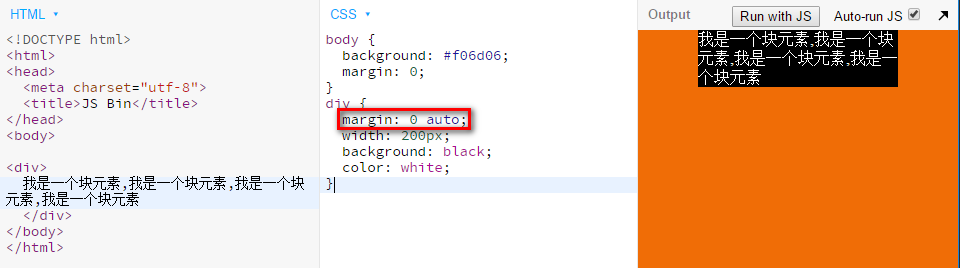 HTML
<!DOCTYPE html>
<html>
<head>
<meta charset="utf-8">
<title>JS Bin</title>
</head>
<body>
<div>
我是一个块元素,我是一个块元素,我是一个块
元素,我是一个块元素
</div>
</body>
</html>
CSS
body {
background: #f06d06;
margin: 0;
}
div {
margin: 0 auto;
width: 200px;
background: black;
color: white;
}
Output
Run with JS
Auto-run JS
我是一个块元素,我是一个块
元素,我是一个块元素,我是一
个块元素